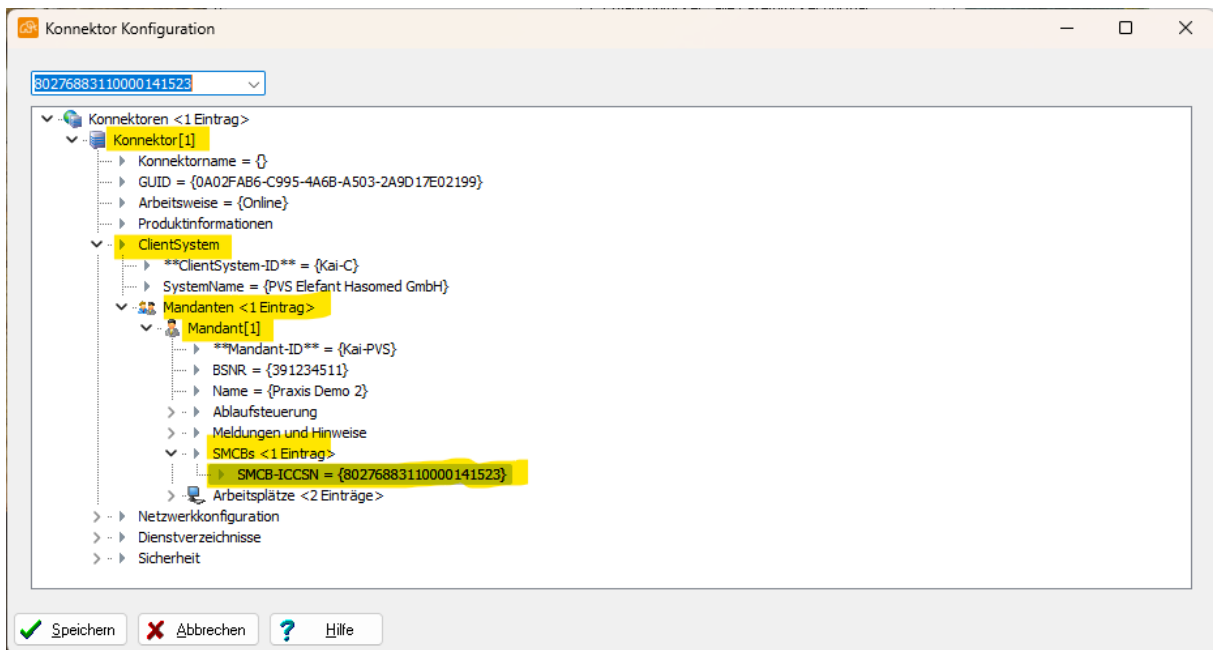 Konnektor Konfiguration
80276883110000141523
Konnektoren <1 Eintrag>
Konnektor[1]
Konnektorname = {}
GUID = {0A02FAB6-C995-4A6B-A503-2A9D17E02199}
Arbeitsweise = {Online}
Produktinformationen
ClientSystem
**ClientSystem-ID** = {Kai-C}
SystemName = {PVS Elefant Hasomed GmbH}
Mandanten <1 Eintrag>
Mandant[1]
**Mandant-ID** = {Kai-PVS}
BSNR = {391234511}
Name = {Praxis Demo 2}
Ablaufsteuerung
Meldungen und Hinweise
SMCBs <1 Eintrag>
SMCB-ICCSN = {80276883110000141523}
Arbeitsplätze <2 Einträge>
Netzwerkkonfiguration
Dienstverzeichnisse
Sicherheit
Speichern Abbrechen ? Hilfe